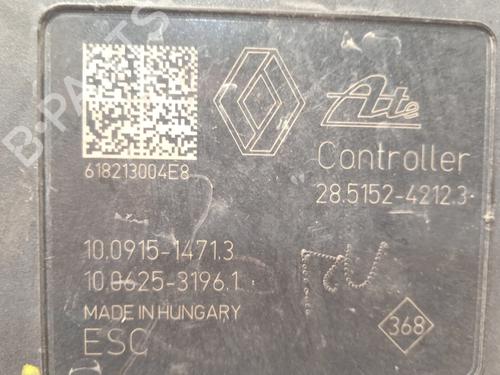 618213004E8
Ate
Controller
28.5152-4212.3
10.0915-1471.3
10.0625-3196.1
MADE IN HUNGARY
ESC
368
B-PARTS